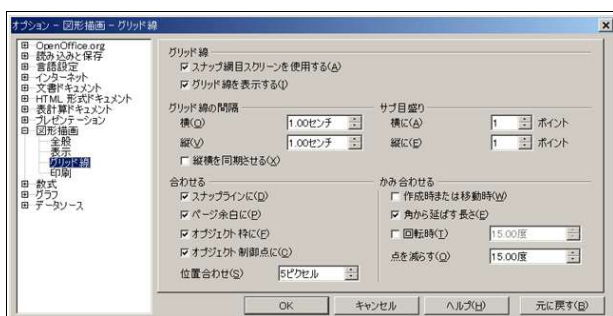 オプション - 図形描画 - グリッド線
OpenOffice.org
読み込みと保存
言語設定
インターネット
文書ドキュメント
HTML 形式ドキュメント
表計算ドキュメント
プレゼンテーション
図形描画
全般
表示
グリッド線
印刷
数式
グラフ
データソース
グリッド線
スナップ網目スクリーンを使用する(A)
グリッド線を表示する(I)
グリッド線の間隔
横(O) 1.00センチ
縦(V) 1.00センチ
縦横を同期させる(X)
サブ目盛り
横に(A) 1 ポイント
縦に(E) 1 ポイント
合わせる
スナップラインに(D)
ページ余白に(P)
オブジェクト枠に(F)
オブジェクト制御点に(C)
位置合わせ(S) 5ピクセル
かみ合わせる
作成時または移動時(W)
角から延ばす長さ(E)
回転時(T) 15.00度
点を減らす(Q) 15.00度
OK キャンセル ヘルプ(H) 元に戻す(B)